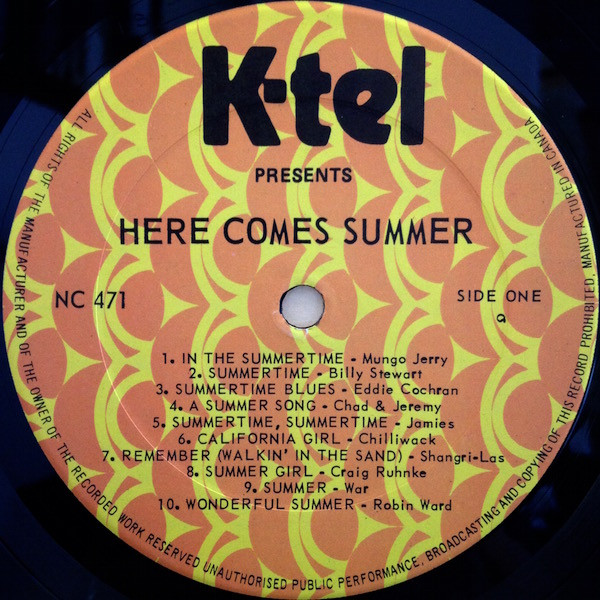 K-tel
PRESENTS
HERE COMES SUMMER
NC 471
SIDE ONE
a
1. IN THE SUMMERTIME - Mungo Jerry
2. SUMMERTIME - Billy Stewart
3. SUMMERTIME BLUES - Eddie Cochran
4. A SUMMER SONG - Chad & Jeremy
5. SUMMERTIME, SUMMERTIME - Jamies
6. CALIFORNIA GIRL - Chilliwack
7. REMEMBER (WALKIN' IN THE SAND) - Shangri-Las
8. SUMMER GIRL - Craig Ruhnke
9. SUMMER - War
10. WONDERFUL SUMMER - Robin Ward
ALL RIGHTS OF THE MANUFACTURER AND OF THE OWNER OF THE RECORDED WORK RESERVED UNAUTHORISED PUBLIC PERFORMANCE, BROADCASTING AND COPYING OF THIS RECORD PROHIBITED. MANUFACTURED IN CANADA